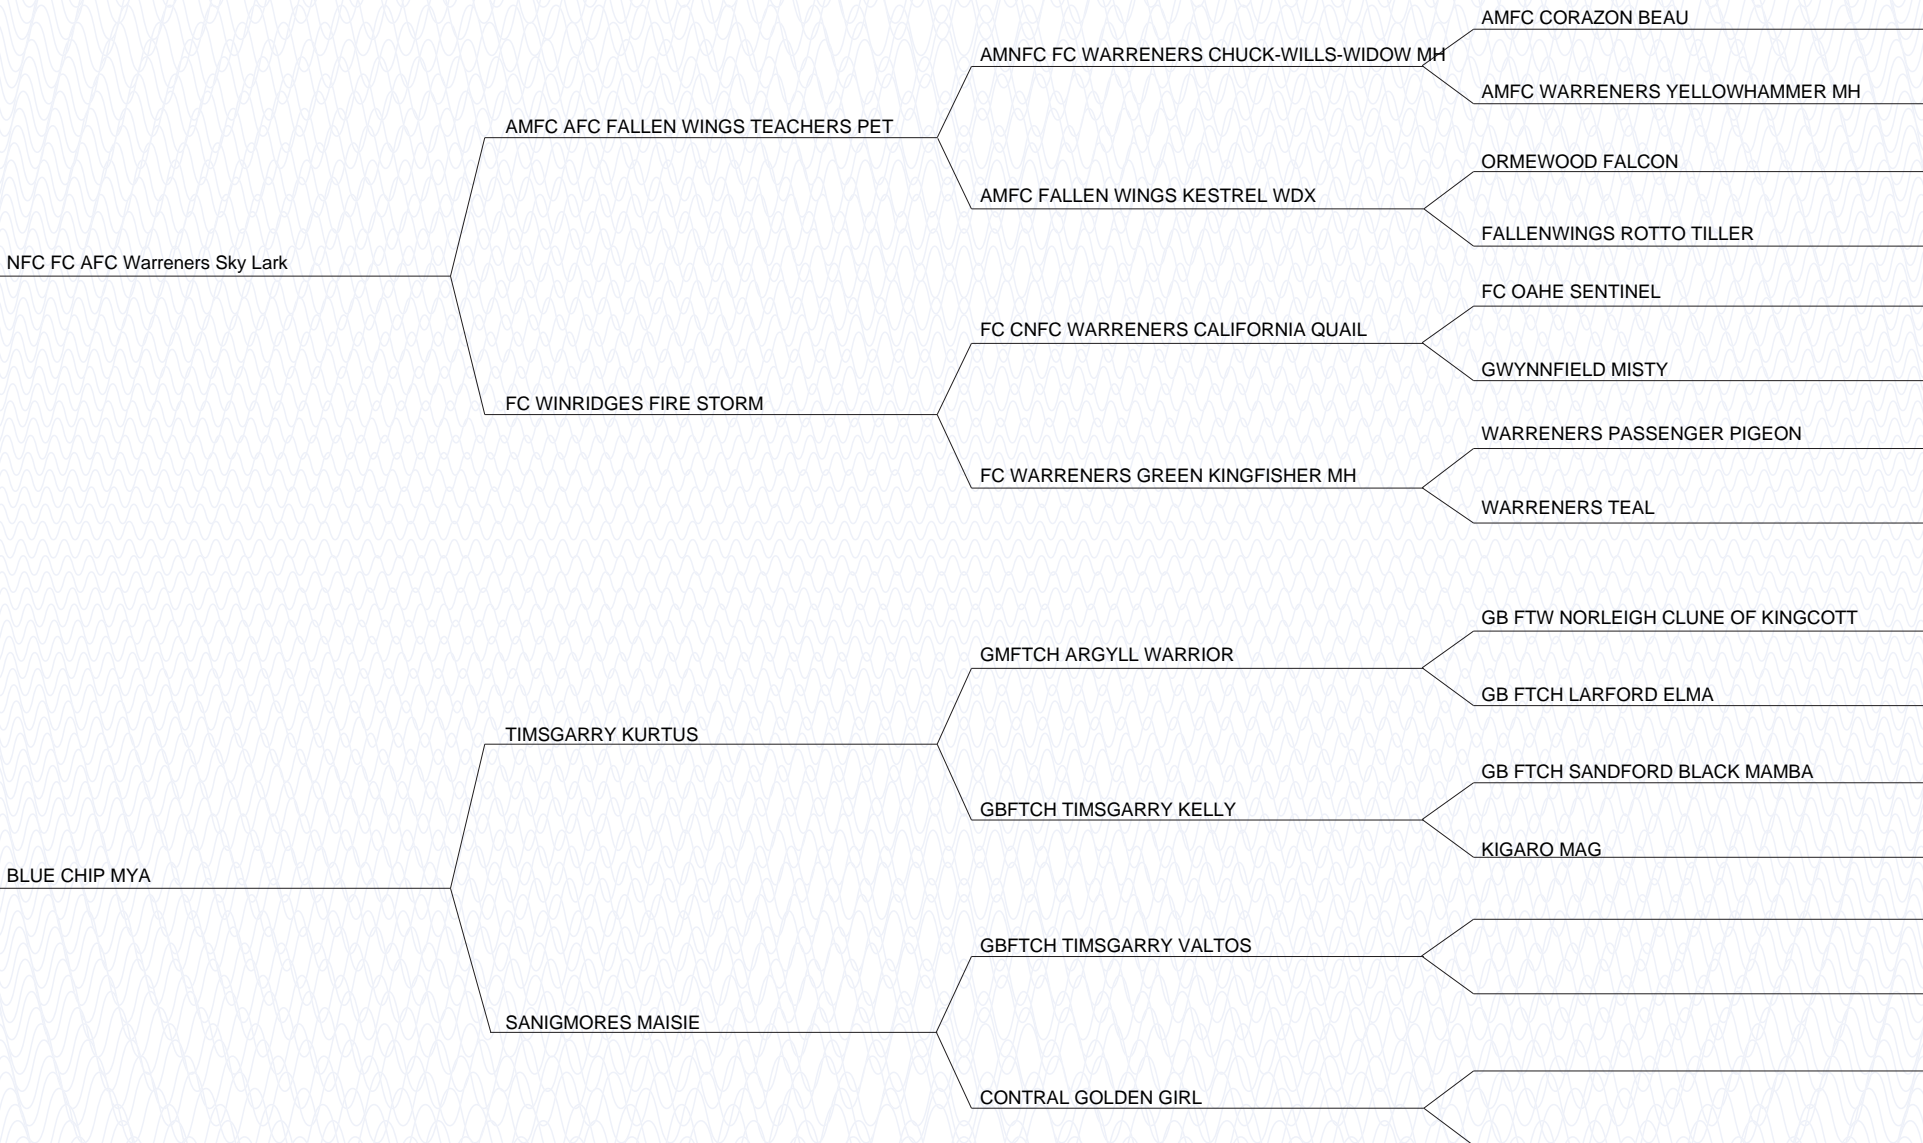 AMFC CORAZON BEAU
AMNFC FC WARRENERS CHUCK-WILLS-WIDOW MH
AMFC WARRENERS YELLOWHAMMER MH
AMFC AFC FALLEN WINGS TEACHERS PET
ORMEWOOD FALCON
AMFC FALLEN WINGS KESTREL WDX
FALLENWINGS ROTTO TILLER
NFC FC AFC Warreners Sky Lark
FC OAHE SENTINEL
FC CNFC WARRENERS CALIFORNIA QUAIL
GWYNNFIELD MISTY
FC WINRIDGES FIRE STORM
WARRENERS PASSENGER PIGEON
FC WARRENERS GREEN KINGFISHER MH
WARRENERS TEAL
GB FTW NORLEIGH CLUNE OF KINGCOTT
GMFTCH ARGYLL WARRIOR
GB FTCH LARFORD ELMA
TIMSGARRY KURTUS
GB FTCH SANDFORD BLACK MAMBA
GBFTCH TIMSGARRY KELLY
KIGARO MAG
BLUE CHIP MYA
GBFTCH TIMSGARRY VALTOS
SANIGMORES MAISIE
CONTRAL GOLDEN GIRL